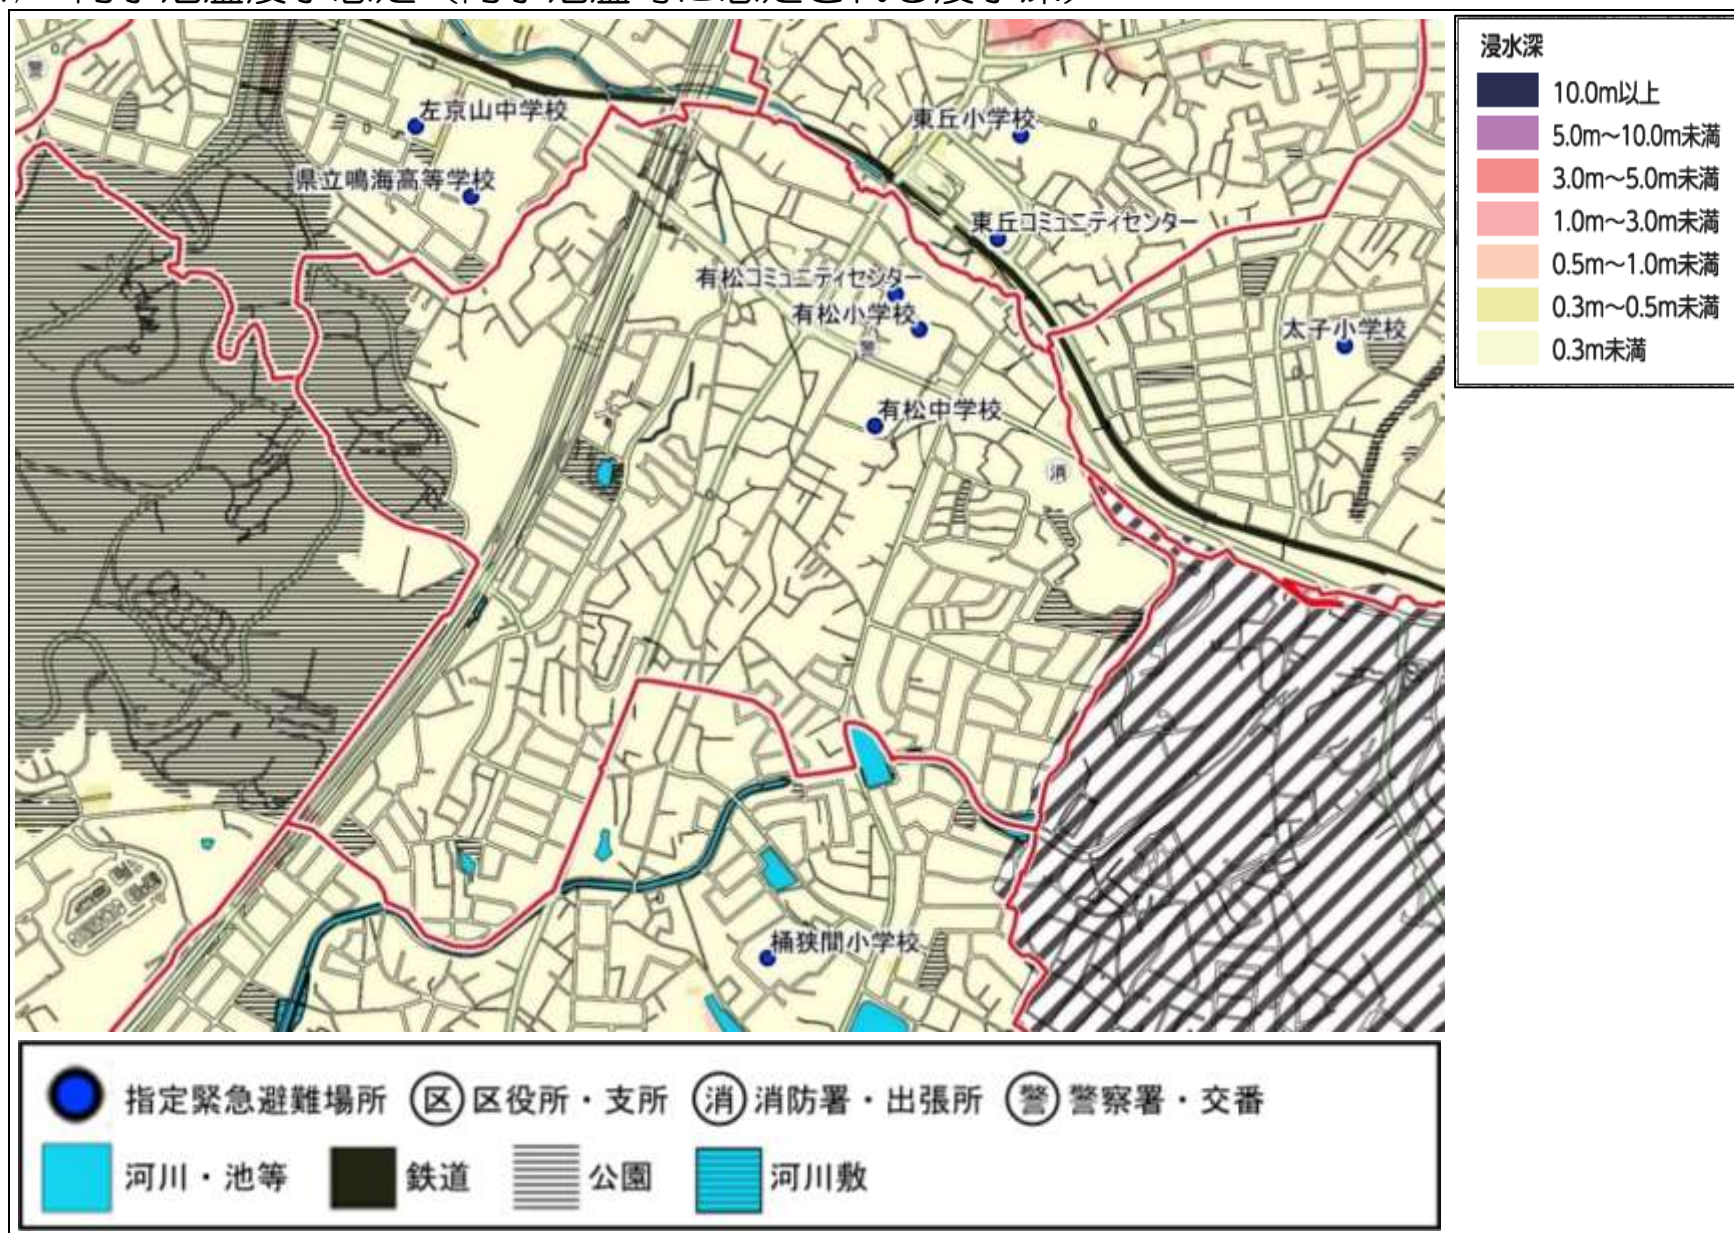 浸水深
10.0m以上
5.0m～10.0m未満
3.0m～5.0m未満
1.0m～3.0m未満
0.5m～1.0m未満
0.3m～0.5m未満
0.3m未満
警
左京山中学校
東丘小学校
県立鳴海高等学校
東丘コミュニティセンター
有松コミュニティセンター
有松小学校
警
太子小学校
有松中学校
消
桶狭間小学校
指定緊急避難場所 区 区役所・支所 消 消防署・出張所 警 警察署・交番
河川・池等 鉄道 公園 河川敷